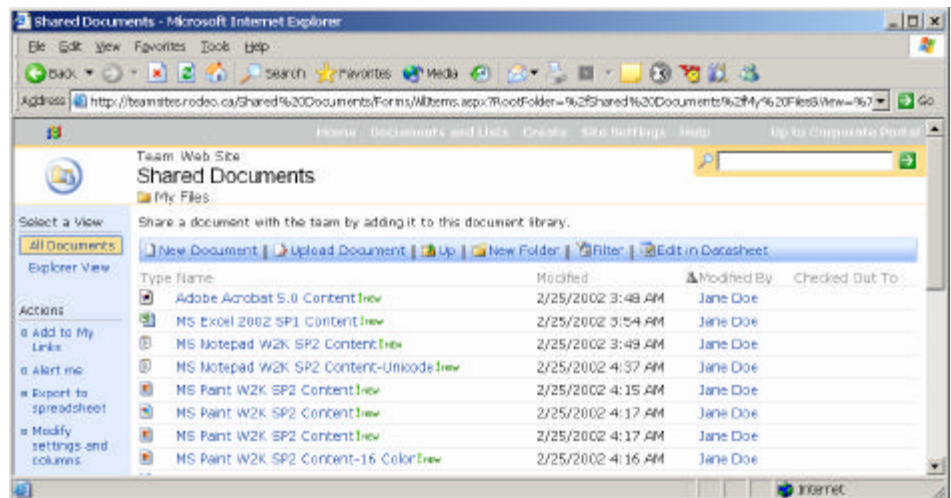 Shared Documents - Microsoft Internet Explorer
File Edit View Favorites Tools Help
Back Search Favorites Media
Address http://teamsites.rodeo.ca/Shared%20Documents/Forms/AllItems.aspx?RootFolder=%2fShared%20Documents%2fMy%20Files&View=%7 Go
Home Documents and Lists Create Site Settings Help Up to Corporate Portal
Team Web Site
Shared Documents
My Files
Select a View
All Documents
Explorer View
Actions
Add to My Links
Alert me
Export to spreadsheet
Modify settings and columns
Share a document with the team by adding it to this document library.
New Document | Upload Document | Up | New Folder | Filter | Edit in Datasheet
Type Name Modified Modified By Checked Out To
Adobe Acrobat 5.0 Content ! new 2/25/2002 3:48 AM Jane Doe
MS Excel 2002 SP1 Content ! new 2/25/2002 3:54 AM Jane Doe
MS Notepad W2K SP2 Content ! new 2/25/2002 3:49 AM Jane Doe
MS Notepad W2K SP2 Content-Unicode ! new 2/25/2002 4:37 AM Jane Doe
MS Paint W2K SP2 Content ! new 2/25/2002 4:15 AM Jane Doe
MS Paint W2K SP2 Content ! new 2/25/2002 4:17 AM Jane Doe
MS Paint W2K SP2 Content ! new 2/25/2002 4:17 AM Jane Doe
MS Paint W2K SP2 Content-16 Color ! new 2/25/2002 4:16 AM Jane Doe
Internet